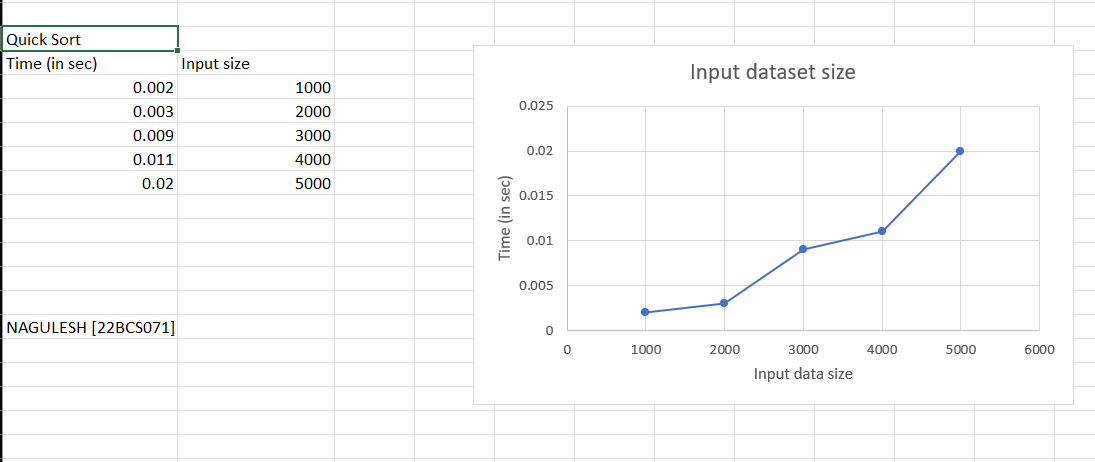 Quick Sort
Time (in sec) Input size
0.002 1000
0.003 2000
0.009 3000
0.011 4000
0.02 5000
NAGULESH [22BCS071]
Input dataset size
0.025
0.02
0.015
0.01
0.005
0
Time (in sec)
0 1000 2000 3000 4000 5000 6000
Input data size